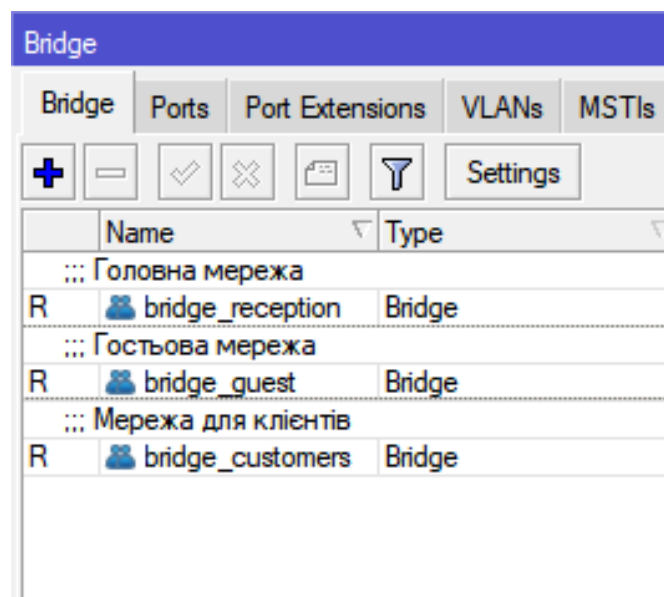 Bridge
Bridge Ports Port Extensions VLANs MSTIs
Settings
Name Type
;;; Головна мережа
R bridge_reception Bridge
;;; Гостьова мережа
R bridge_guest Bridge
;;; Мережа для клієнтів
R bridge_customers Bridge